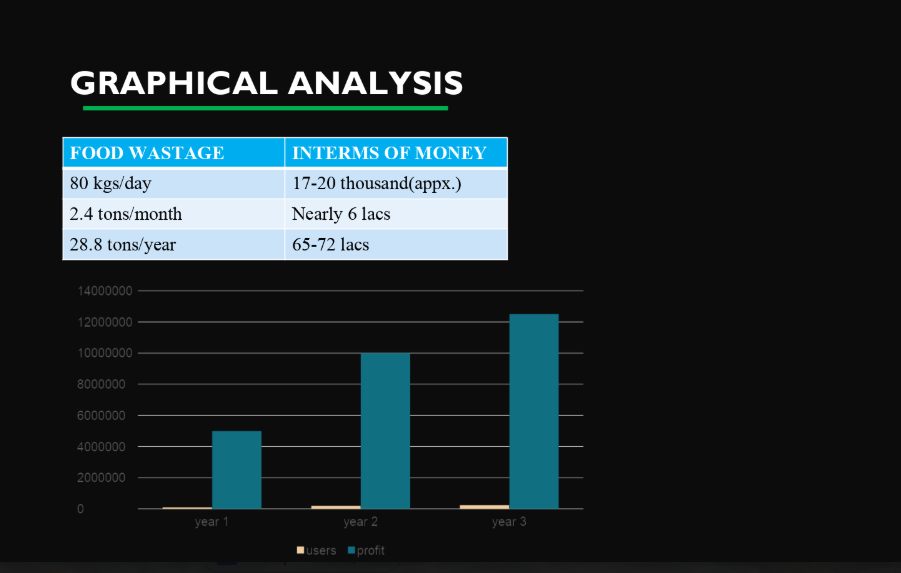 GRAPHICAL ANALYSIS
FOOD WASTAGE INTERMS OF MONEY
80 kgs/day 17-20 thousand(appx.)
2.4 tons/month Nearly 6 lacs
28.8 tons/year 65-72 lacs
14000000
12000000
10000000
8000000
6000000
4000000
2000000
0
year 1 year 2 year 3
users profit